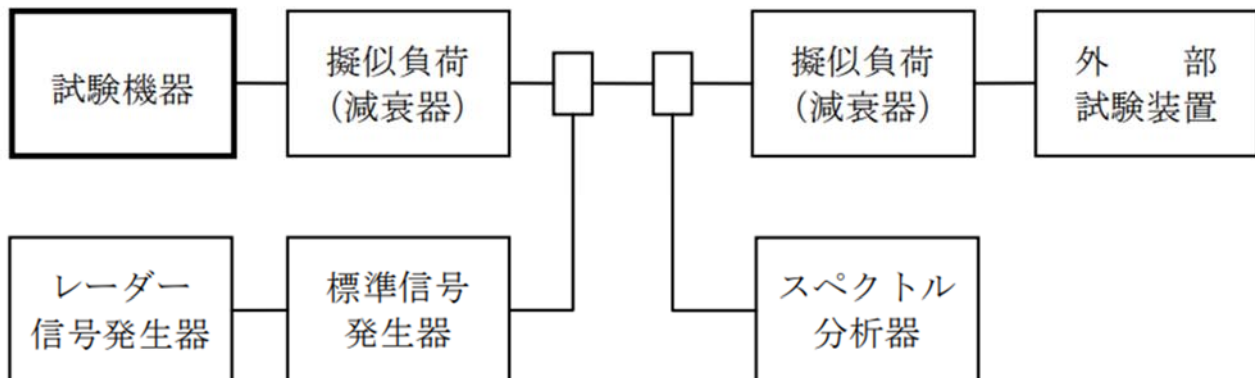 試験機器
擬似負荷
（減衰器）
擬似負荷
（減衰器）
外　　部
試験装置
レーダー
信号発生器
標準信号
発生器
スペクトル
分析器